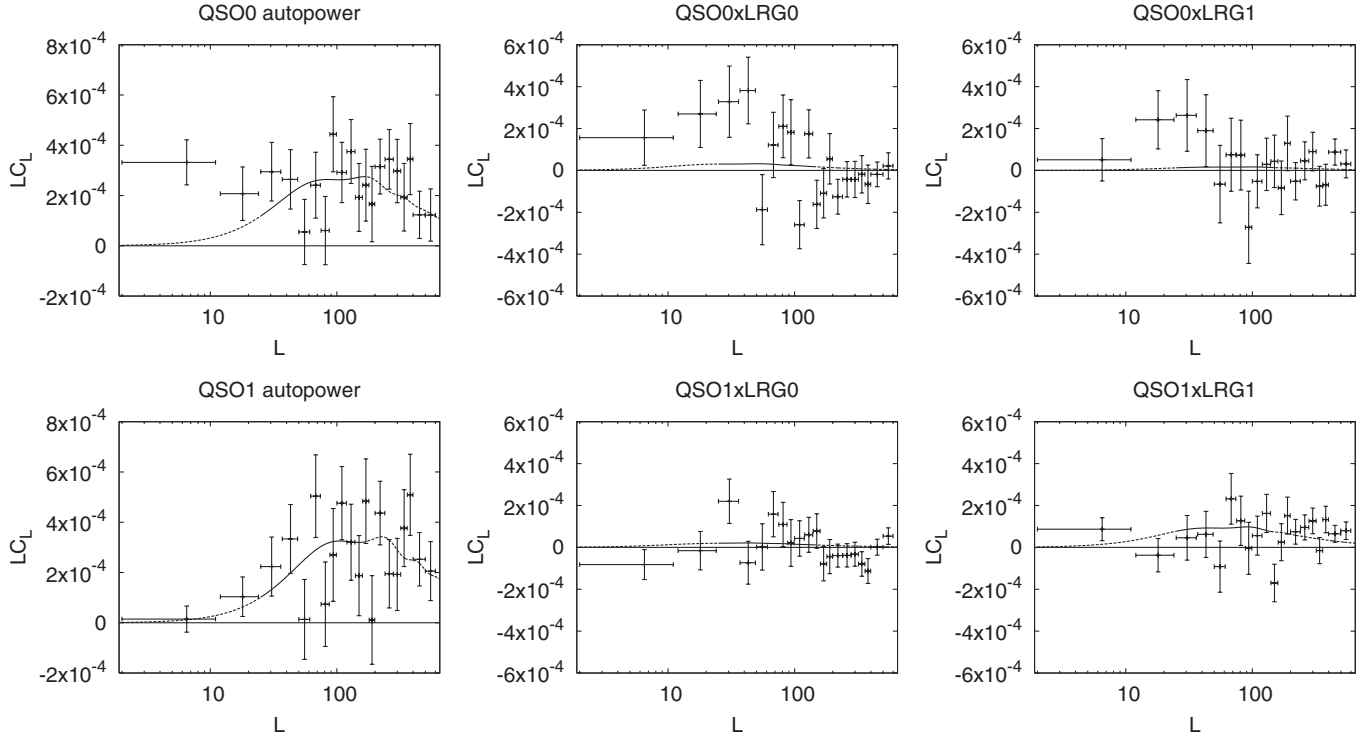 QSO0 autopower
QSO0xLRG0
QSO0xLRG1
LC_L
8x10⁻⁴
6x10⁻⁴
4x10⁻⁴
2x10⁻⁴
0
-2x10⁻⁴
10
100
L
LC_L
6x10⁻⁴
4x10⁻⁴
2x10⁻⁴
0
-2x10⁻⁴
-4x10⁻⁴
-6x10⁻⁴
10
100
L
LC_L
6x10⁻⁴
4x10⁻⁴
2x10⁻⁴
0
-2x10⁻⁴
-4x10⁻⁴
-6x10⁻⁴
10
100
L
QSO1 autopower
QSO1xLRG0
QSO1xLRG1
LC_L
8x10⁻⁴
6x10⁻⁴
4x10⁻⁴
2x10⁻⁴
0
-2x10⁻⁴
10
100
L
LC_L
6x10⁻⁴
4x10⁻⁴
2x10⁻⁴
0
-2x10⁻⁴
-4x10⁻⁴
-6x10⁻⁴
10
100
L
LC_L
6x10⁻⁴
4x10⁻⁴
2x10⁻⁴
0
-2x10⁻⁴
-4x10⁻⁴
-6x10⁻⁴
10
100
L